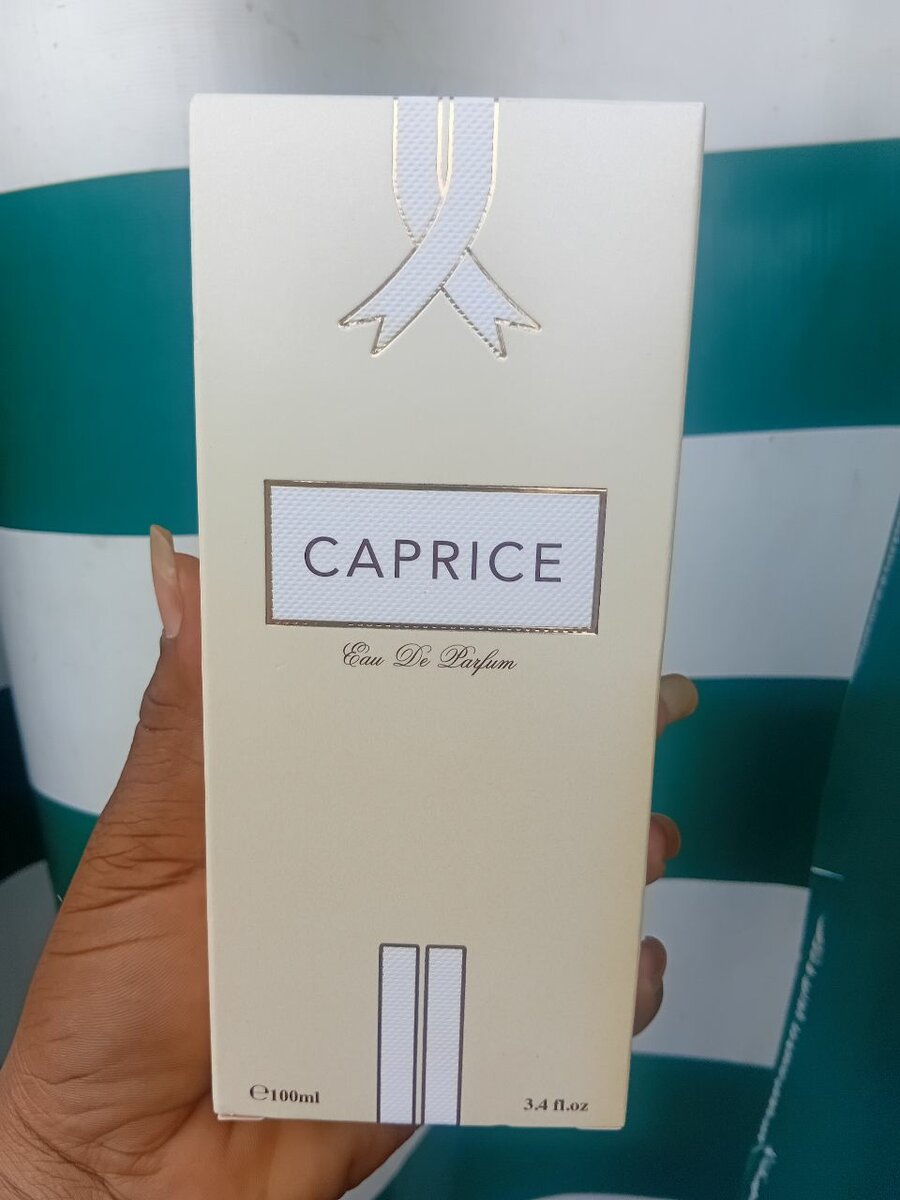 CAPRICE
Eau De Parfum
℮100ml
3.4 fl.oz